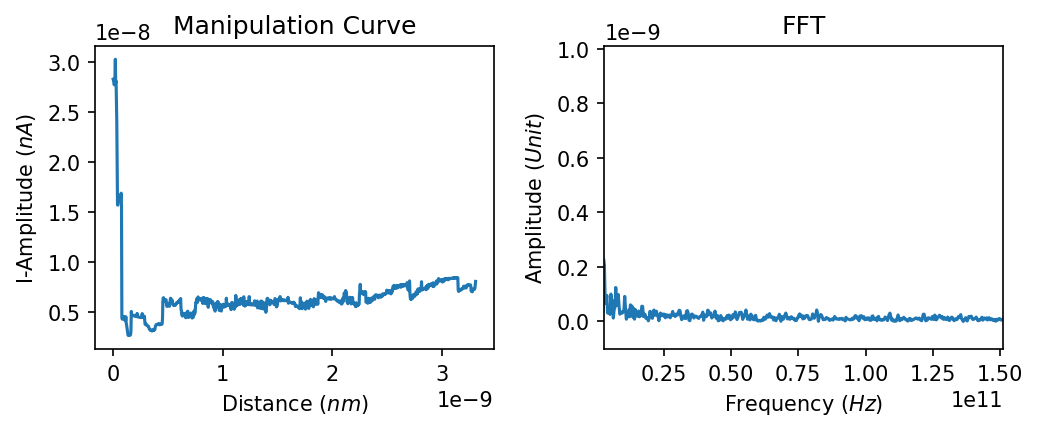 Manipulation Curve
1e−8
3.0
2.5
2.0
1.5
1.0
0.5
I-Amplitude (nA)
0
1
2
3
1e−9
Distance (nm)
FFT
1e−9
1.0
0.8
0.6
0.4
0.2
0.0
Amplitude (Unit)
0.25
0.50
0.75
1.00
1.25
1.50
1e11
Frequency (Hz)